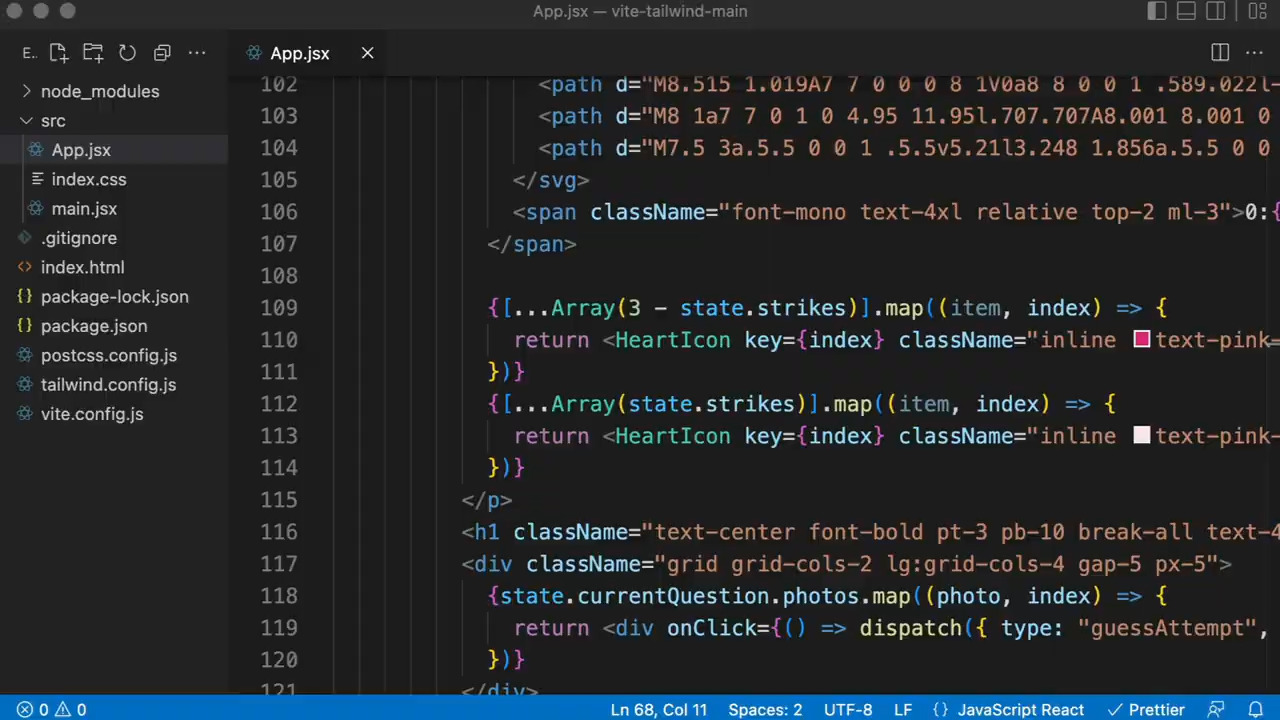 App.jsx — vite-tailwind-main
E..
App.jsx
node_modules
src
App.jsx
index.css
main.jsx
.gitignore
index.html
package-lock.json
package.json
postcss.config.js
tailwind.config.js
vite.config.js
102 <path d="M8.515 1.019A7 7 0 0 0 8 1V0a8 8 0 0 1 .589.022l-
103 <path d="M8 1a7 7 0 1 0 4.95 11.95l.707.707A8.001 8.001 0
104 <path d="M7.5 3a.5.5 0 0 1 .5.5v5.21l3.248 1.856a.5.5 0 0
105 </svg>
106 <span className="font-mono text-4xl relative top-2 ml-3">0:{
107 </span>
108
109 {[...Array(3 - state.strikes)].map((item, index) => {
110 return <HeartIcon key={index} className="inline text-pink-
111 })}
112 {[...Array(state.strikes)].map((item, index) => {
113 return <HeartIcon key={index} className="inline text-pink-
114 })}
115 </p>
116 <h1 className="text-center font-bold pt-3 pb-10 break-all text-4
117 <div className="grid grid-cols-2 lg:grid-cols-4 gap-5 px-5">
118 {state.currentQuestion.photos.map((photo, index) => {
119 return <div onClick={() => dispatch({ type: "guessAttempt",
120 })}
121 </div>
0 0 Ln 68, Col 11 Spaces: 2 UTF-8 LF {} JavaScript React Prettier